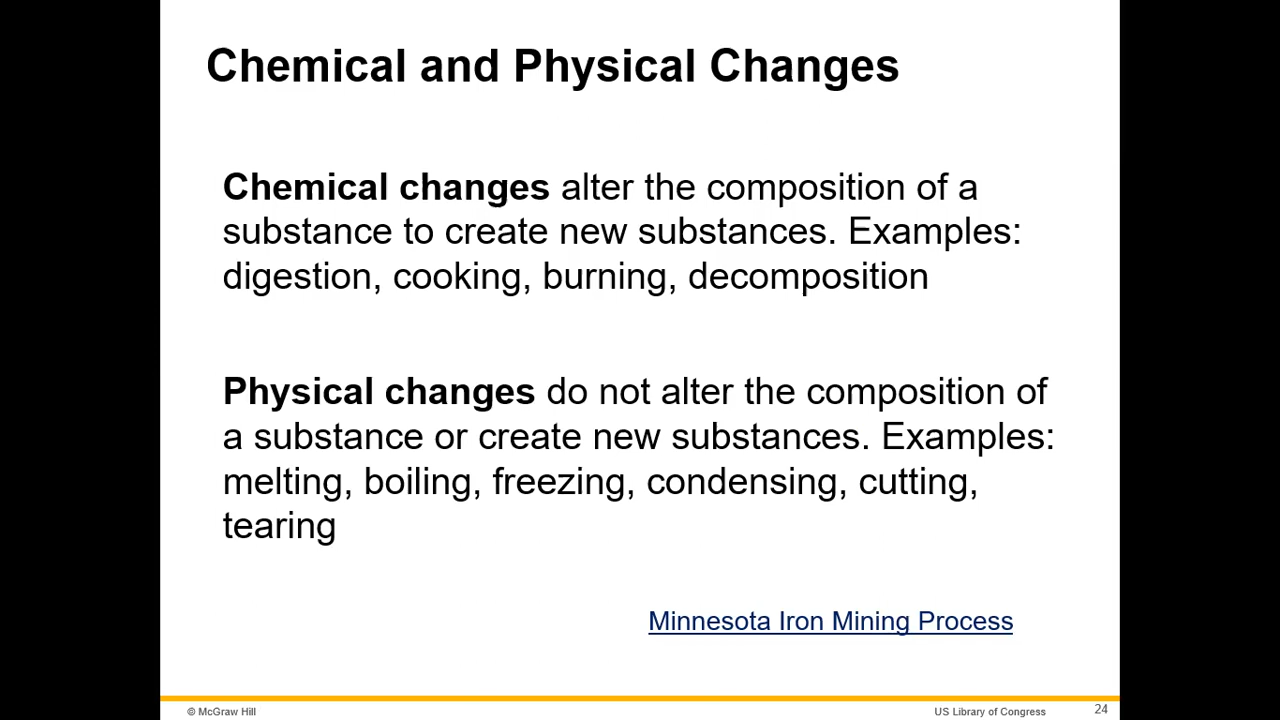 Chemical and Physical Changes
Chemical changes alter the composition of a
substance to create new substances. Examples:
digestion, cooking, burning, decomposition
Physical changes do not alter the composition of
a substance or create new substances. Examples:
melting, boiling, freezing, condensing, cutting,
tearing
Minnesota Iron Mining Process
© McGraw Hill
US Library of Congress
24